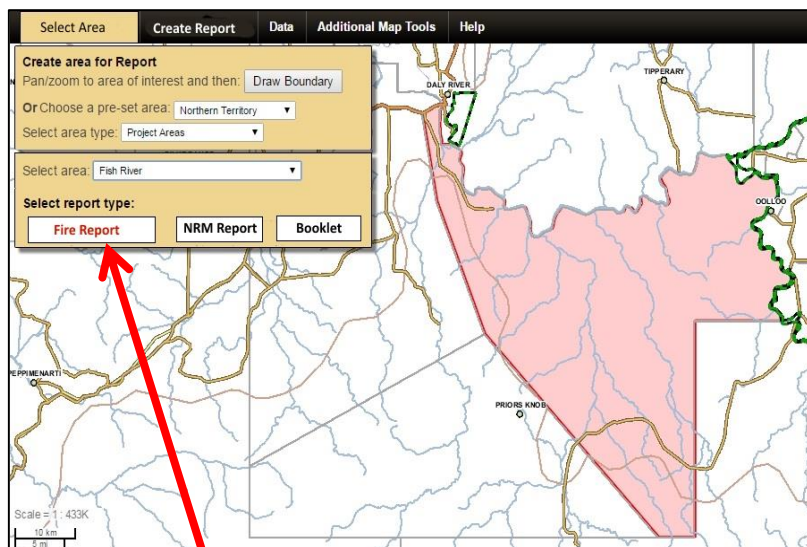 Select Area Create Report Data Additional Map Tools Help
Create area for Report
Pan/zoom to area of interest and then: Draw Boundary
Or Choose a pre-set area: Northern Territory
Select area type: Project Areas
Select area: Fish River
Select report type:
Fire Report NRM Report Booklet
DALY RIVER
TIPPERARY
OOLLOO
PEPPIMENARTI
PRIORS KNOB
Scale = 1 : 433K
10 km
5 mi